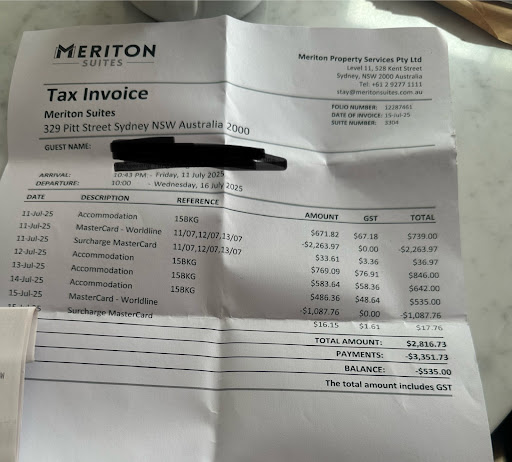 MERITON
SUITES
Meriton Property Services Pty Ltd
Level 11, 528 Kent Street
Sydney, NSW 2000 Australia
Tel: +61 2 9277 1111
stay@meritonsuites.com.au
Tax Invoice
Meriton Suites
329 Pitt Street Sydney NSW Australia 2000
FOLIO NUMBER: 12287461
DATE OF INVOICE: 15-Jul-25
SUITE NUMBER: 3304
GUEST NAME:
ARRIVAL: 10:43 PM - Friday, 11 July 2025
DEPARTURE: 10:00 - Wednesday, 16 July 2025
DATE DESCRIPTION REFERENCE AMOUNT GST TOTAL
11-Jul-25 Accommodation 15BKG $671.82 $67.18 $739.00
11-Jul-25 MasterCard - Worldline 11/07,12/07,13/07 -$2,263.97 $0.00 -$2,263.97
11-Jul-25 Surcharge MasterCard 11/07,12/07,13/07 $33.61 $3.36 $36.97
12-Jul-25 Accommodation 15BKG $769.09 $76.91 $846.00
13-Jul-25 Accommodation 15BKG $583.64 $58.36 $642.00
14-Jul-25 Accommodation 15BKG $486.36 $48.64 $535.00
15-Jul-25 MasterCard - Worldline -$1,087.76 $0.00 -$1,087.76
Surcharge MasterCard $16.15 $1.61 $17.76
TOTAL AMOUNT: $2,816.73
PAYMENTS: -$3,351.73
BALANCE: -$535.00
The total amount includes GST